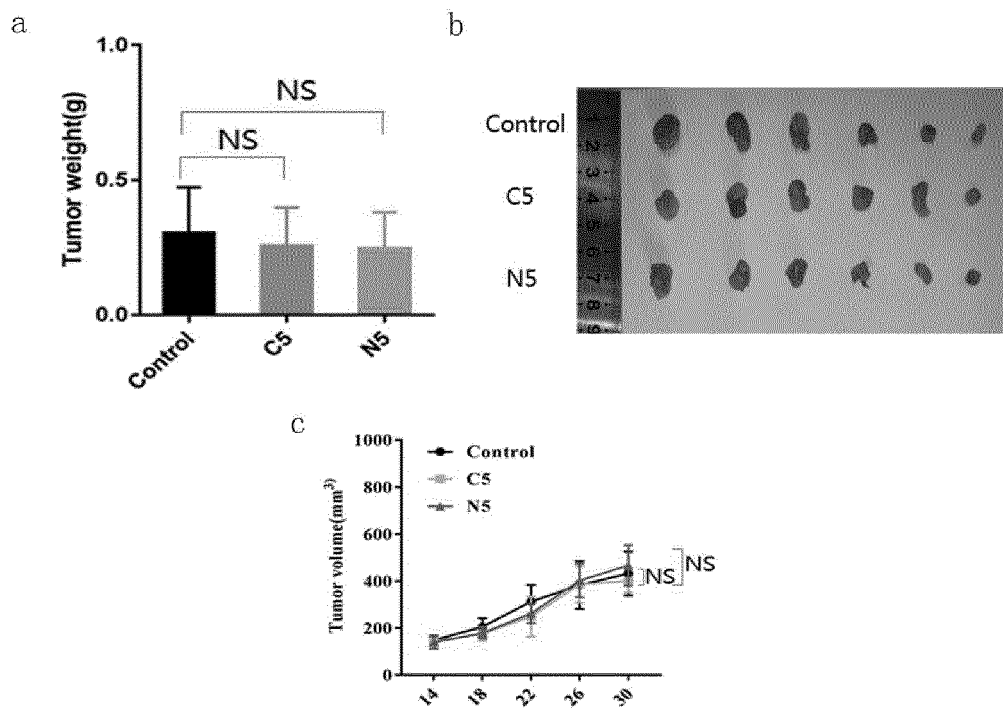 a
1.0
0.5
0.0
Tumor weight(g)
NS
NS
Control
C5
N5
b
Control
C5
N5
1
2
3
4
5
6
7
8
9
c
1000
800
600
400
200
0
Tumor volume(mm³)
Control
C5
N5
NS
NS
14
18
22
26
30